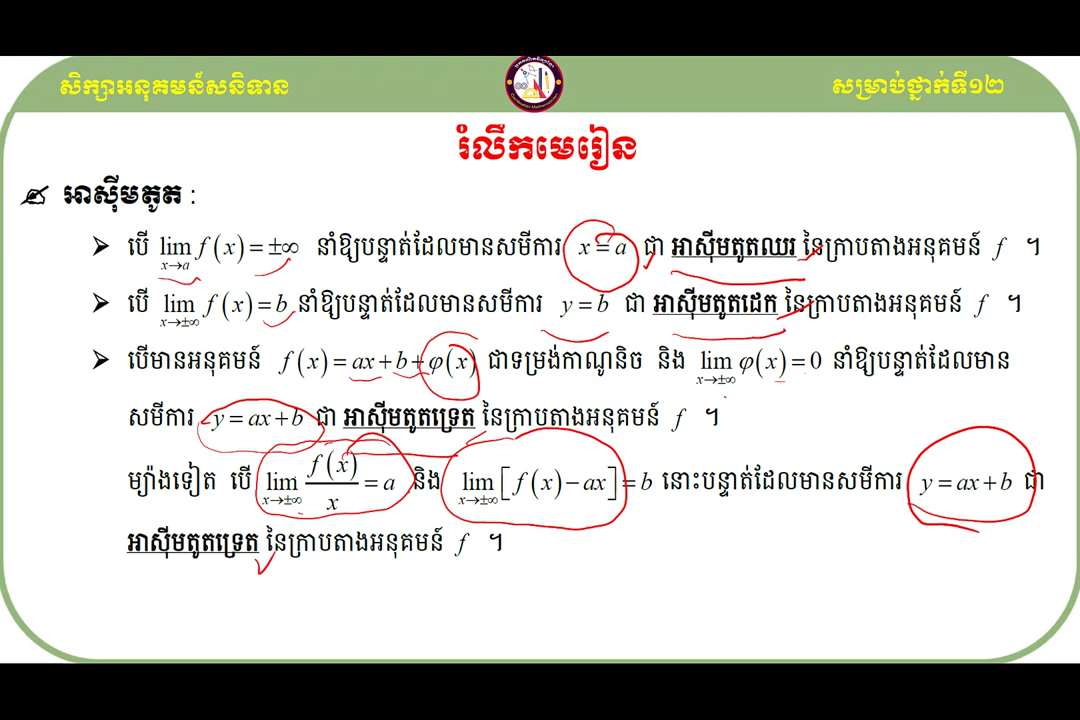 សិក្សាអនុគមន៍សនិទាន
សម្រាប់ថ្នាក់ទី១២
រំលឹកមេរៀន
អាស៊ីមតូត :
➢ បើ lim_{x→a} f(x) = ±∞ នាំឱ្យបន្ទាត់ដែលមានសមីការ x = a ជា អាស៊ីមតូតឈរ នៃក្រាបតាងអនុគមន៍ f ។
➢ បើ lim_{x→±∞} f(x) = b នាំឱ្យបន្ទាត់ដែលមានសមីការ y = b ជា អាស៊ីមតូតដេក នៃក្រាបតាងអនុគមន៍ f ។
➢ បើមានអនុគមន៍ f(x) = ax + b + φ(x) ជាទម្រង់កាណូនិច និង lim_{x→±∞} φ(x) = 0 នាំឱ្យបន្ទាត់ដែលមាន
សមីការ y = ax + b ជា អាស៊ីមតូតទ្រេត នៃក្រាបតាងអនុគមន៍ f ។
ម្យ៉ាងទៀត បើ lim_{x→±∞} f(x)/x = a និង lim_{x→±∞} [f(x) − ax] = b នោះបន្ទាត់ដែលមានសមីការ y = ax + b ជា
អាស៊ីមតូតទ្រេត នៃក្រាបតាងអនុគមន៍ f ។